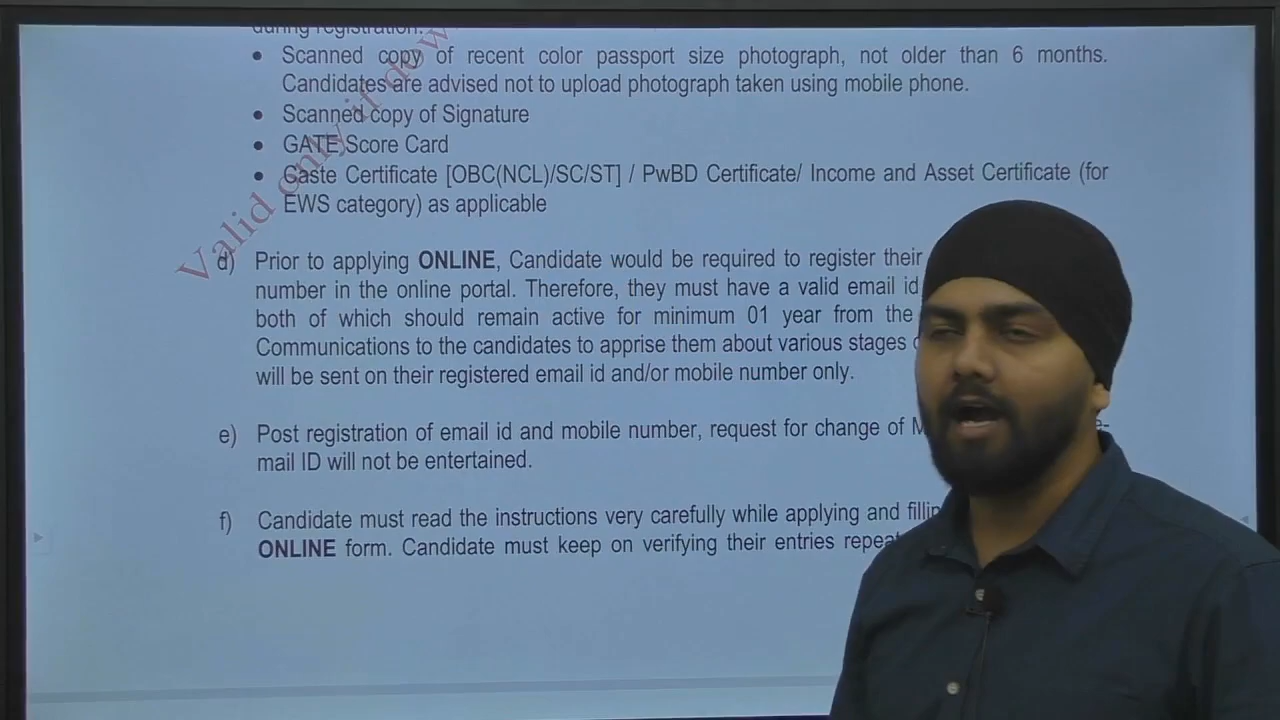 during registration.
• Scanned copy of recent color passport size photograph, not older than 6 months.
Candidates are advised not to upload photograph taken using mobile phone.
• Scanned copy of Signature
• GATE Score Card
• Caste Certificate [OBC(NCL)/SC/ST] / PwBD Certificate/ Income and Asset Certificate (for
EWS category) as applicable
Valid only if dow
d) Prior to applying ONLINE, Candidate would be required to register their
number in the online portal. Therefore, they must have a valid email id
both of which should remain active for minimum 01 year from the
Communications to the candidates to apprise them about various stages
will be sent on their registered email id and/or mobile number only.
e) Post registration of email id and mobile number, request for change of M e-
mail ID will not be entertained.
f) Candidate must read the instructions very carefully while applying and fillin
ONLINE form. Candidate must keep on verifying their entries repeat